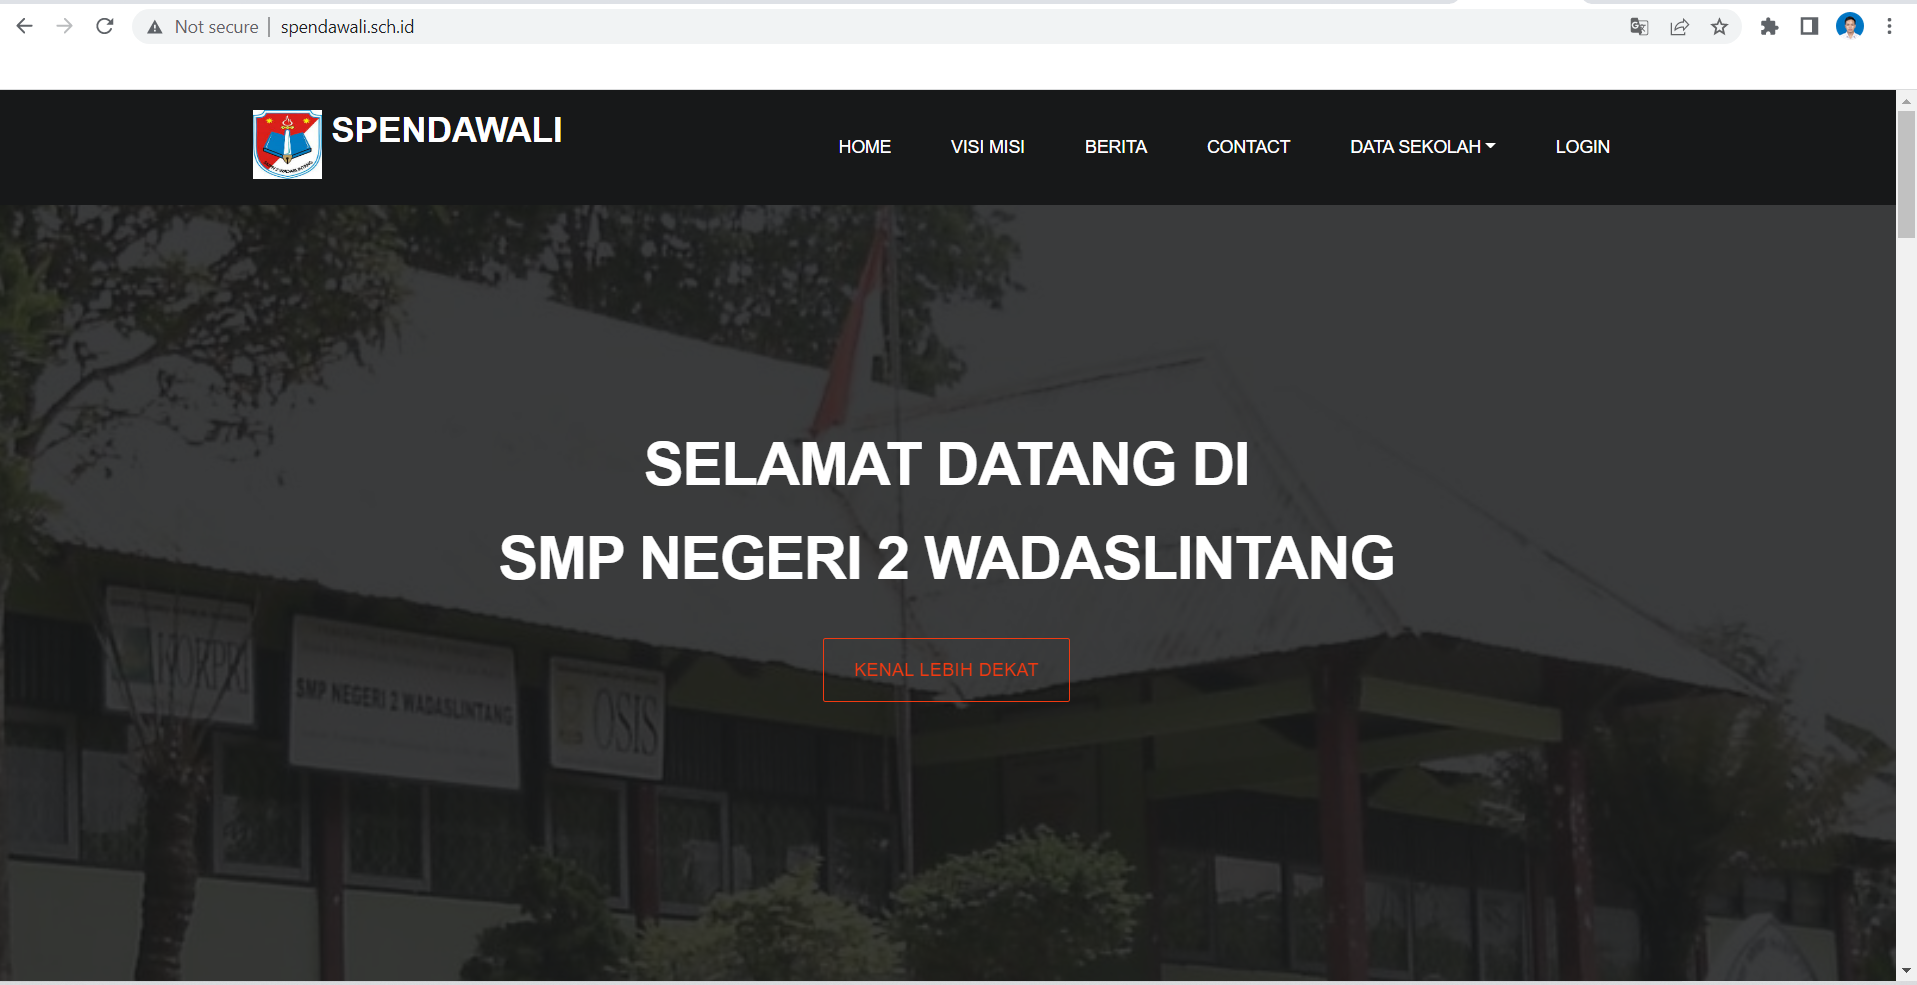 Not secure | spendawali.sch.id
SPENDAWALI
HOME VISI MISI BERITA CONTACT DATA SEKOLAH LOGIN
SELAMAT DATANG DI
SMP NEGERI 2 WADASLINTANG
KENAL LEBIH DEKAT
KORPRI
SMP NEGERI 2 WADASLINTANG
OSIS